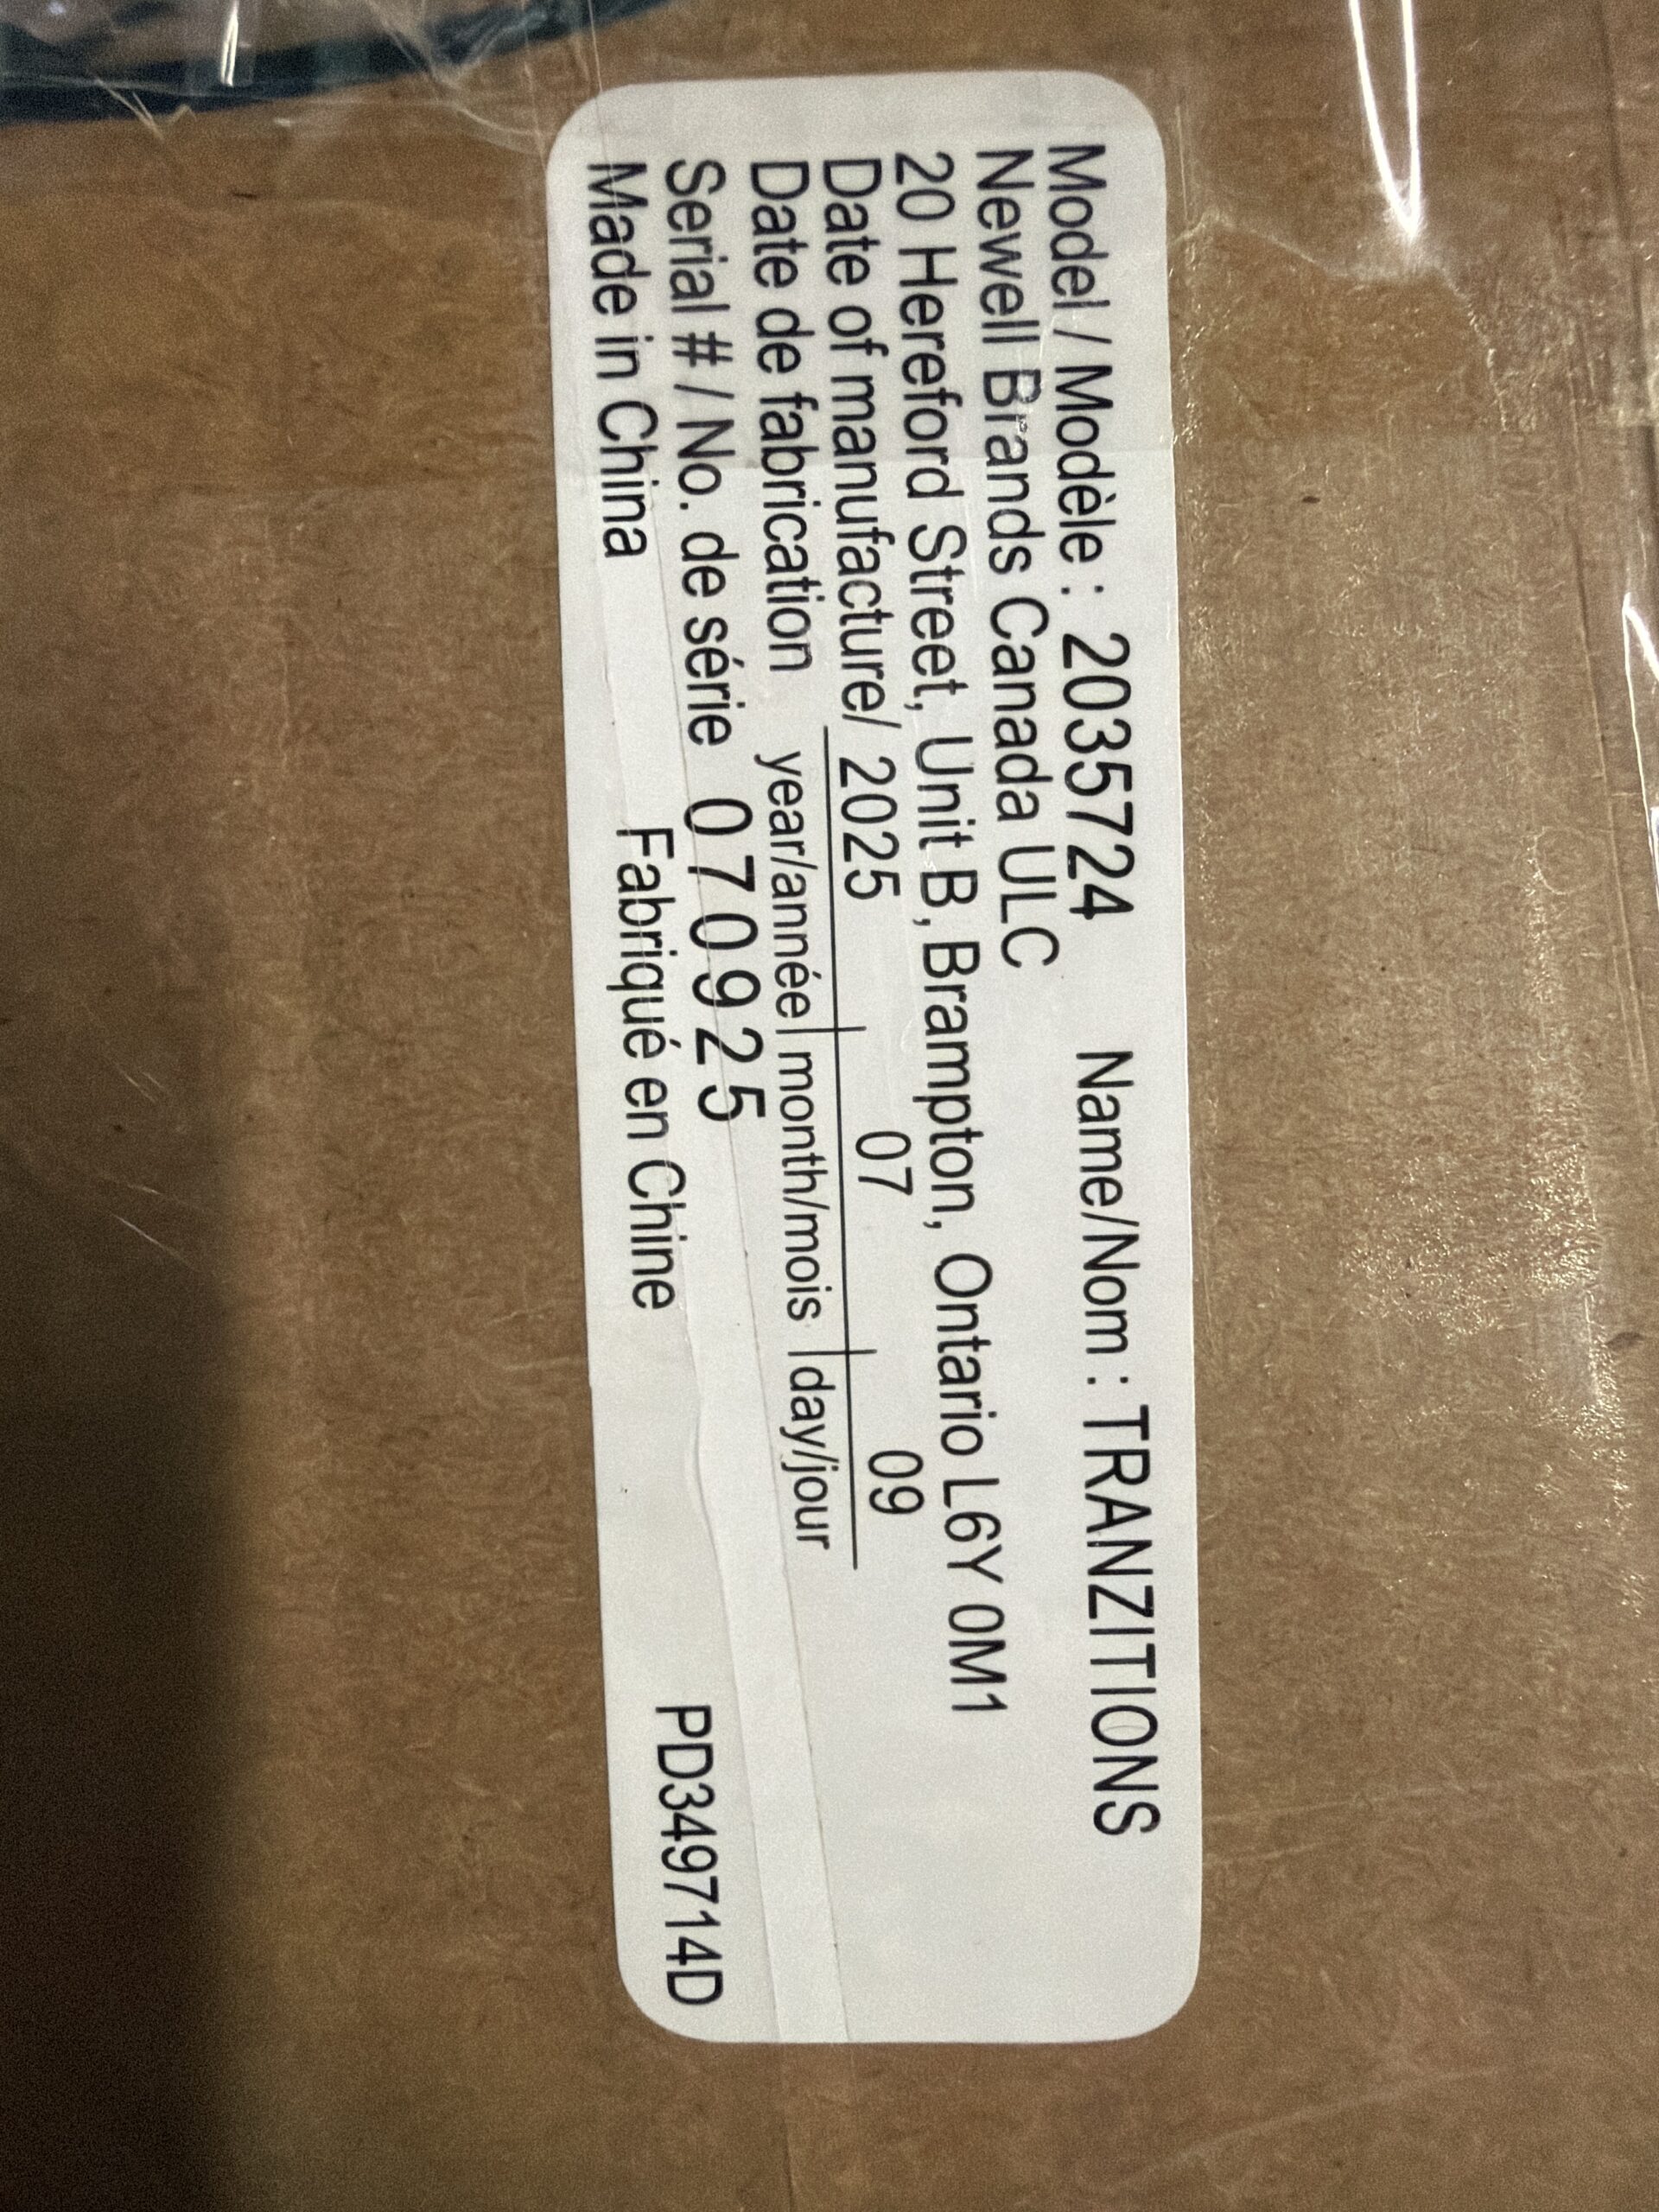 Model / Modèle : 2035724 Name/Nom : TRANZITIONS
Newell Brands Canada ULC
20 Hereford Street, Unit B, Brampton, Ontario L6Y 0M1
Date of manufacture/ 2025 07 09
Date de fabrication year/année| month/mois |day/jour
Serial # / No. de série 070925
Made in China Fabriqué en Chine PD349714D